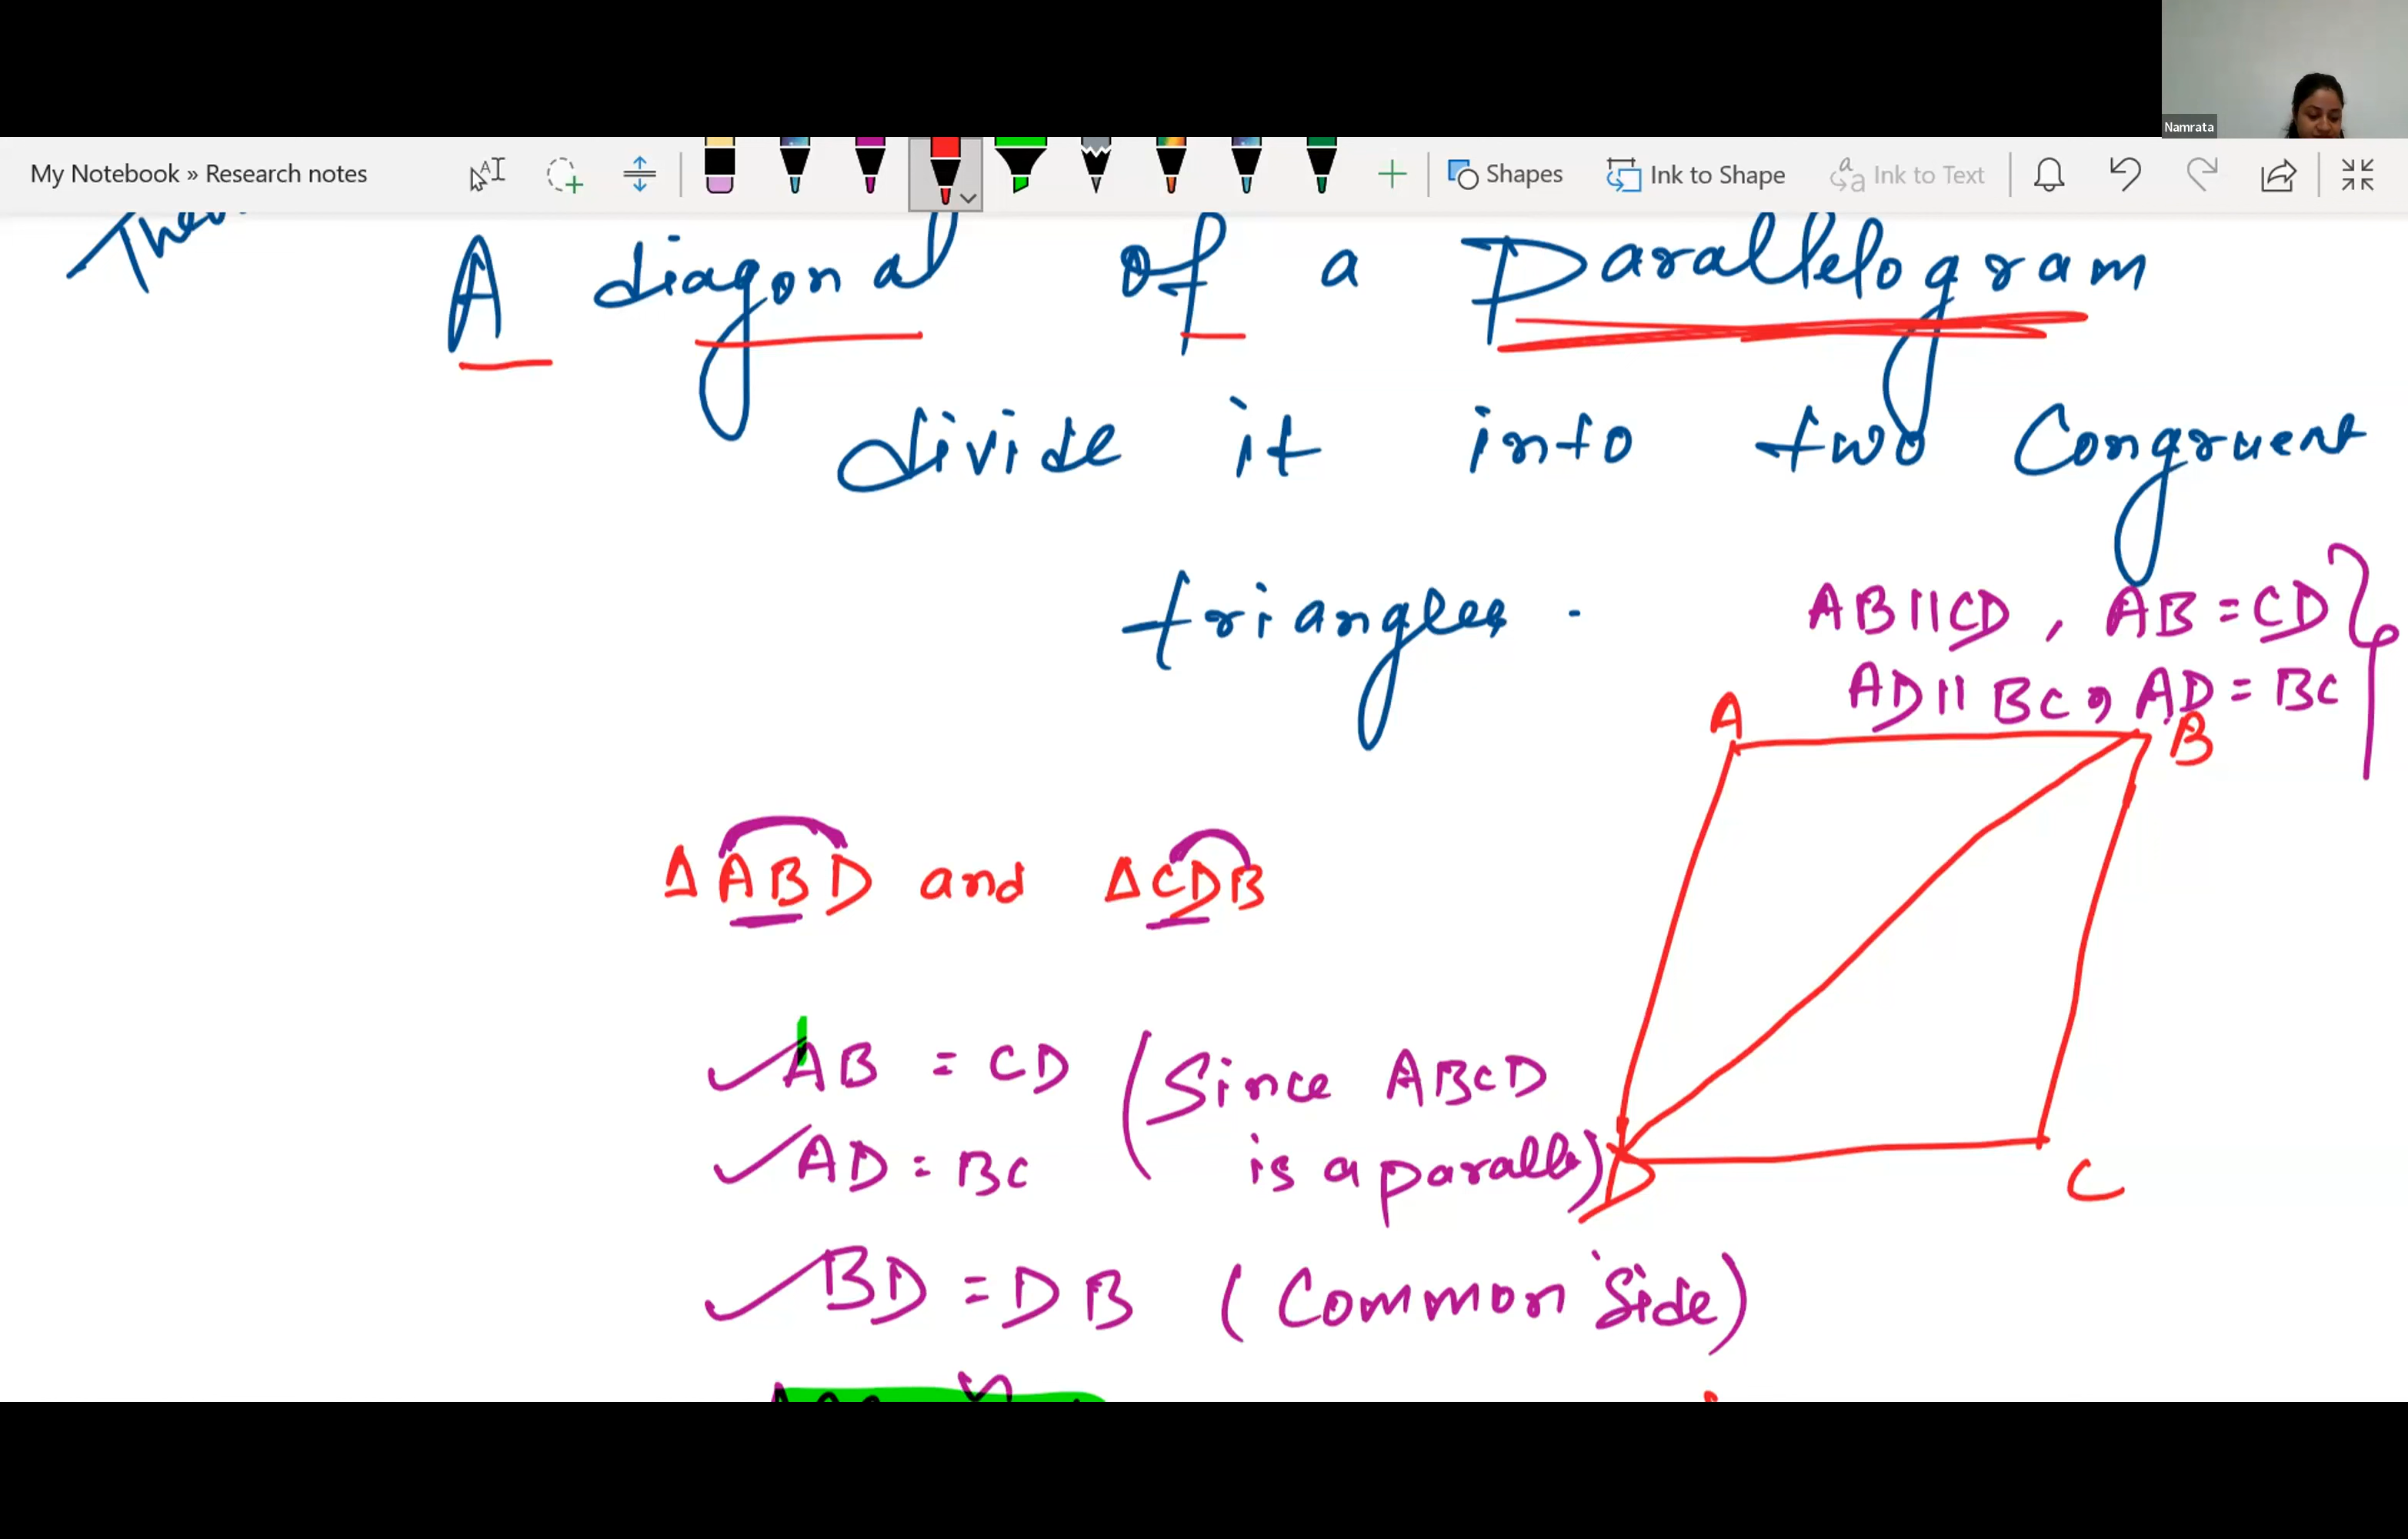 Namrata
My Notebook » Research notes
Shapes
Ink to Shape
Ink to Text
A diagonal of a Parallelogram
divide it into two Congruent
triangles .
AB || CD , AB = CD
AD || BC , AD = BC
A
B
Δ ABD and Δ CDB
AB = CD (Since ABCD
AD = BC is a parall)
D
C
BD = DB (Common Side)